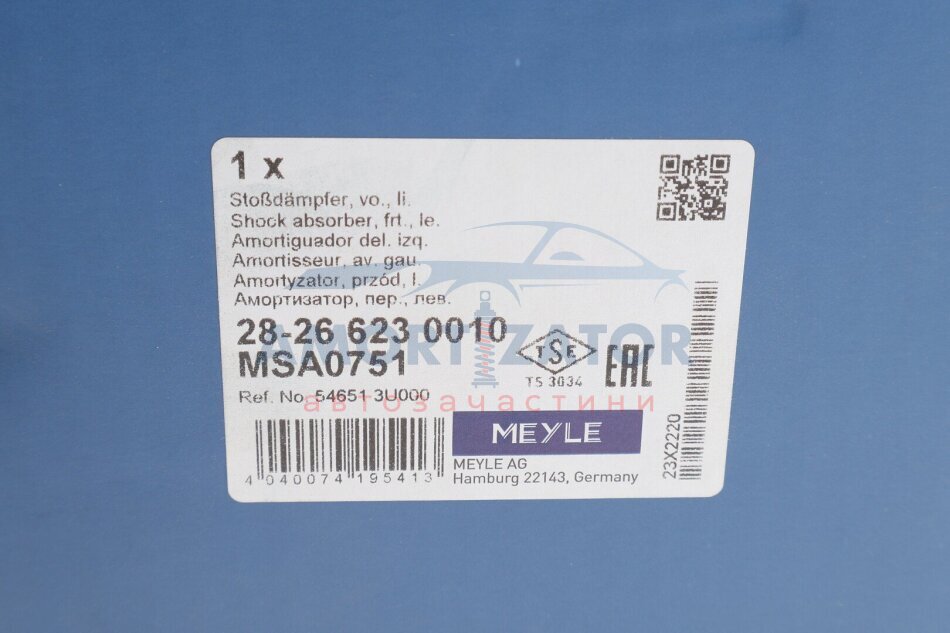 1 x
Stoßdämpfer, vo., li.
Shock absorber, frt., le.
Amortiguador del. izq.
Amortisseur, av. gau.
Amortyzator, przód, l.
Амортизатор, пер., лев.
28-26 623 0010
MSA0751
AMORTIZATOR
TSE
TS 3034
EAC
Ref. No. 54651 3U000
автозачастини
MEYLE
MEYLE AG
Hamburg 22143, Germany
4 040074 195413
23X2220